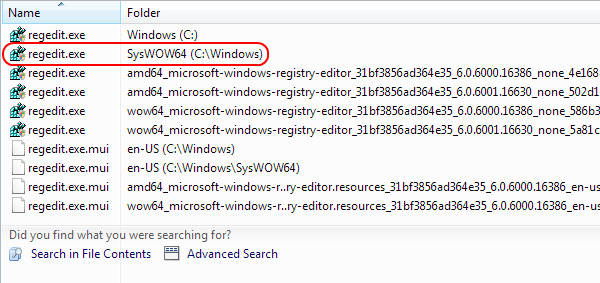 Name Folder
regedit.exe Windows (C:)
regedit.exe SysWOW64 (C:\Windows)
regedit.exe amd64_microsoft-windows-registry-editor_31bf3856ad364e35_6.0.6000.16386_none_4e168
regedit.exe amd64_microsoft-windows-registry-editor_31bf3856ad364e35_6.0.6001.16630_none_502d1
regedit.exe wow64_microsoft-windows-registry-editor_31bf3856ad364e35_6.0.6000.16386_none_586b3
regedit.exe wow64_microsoft-windows-registry-editor_31bf3856ad364e35_6.0.6001.16630_none_5a81c
regedit.exe.mui en-US (C:\Windows)
regedit.exe.mui en-US (C:\Windows\SysWOW64)
regedit.exe.mui amd64_microsoft-windows-r..ry-editor.resources_31bf3856ad364e35_6.0.6000.16386_en-us
regedit.exe.mui wow64_microsoft-windows-r..ry-editor.resources_31bf3856ad364e35_6.0.6000.16386_en-us
Did you find what you were searching for?
Search in File Contents Advanced Search